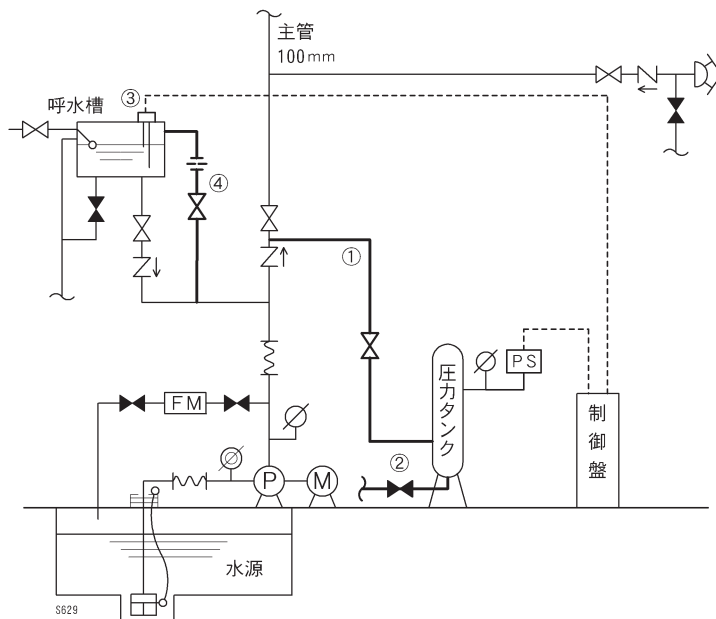 主管
100mm
呼水槽
③
④
①
圧力タンク
PS
制御盤
FM
②
P
M
水源
S629